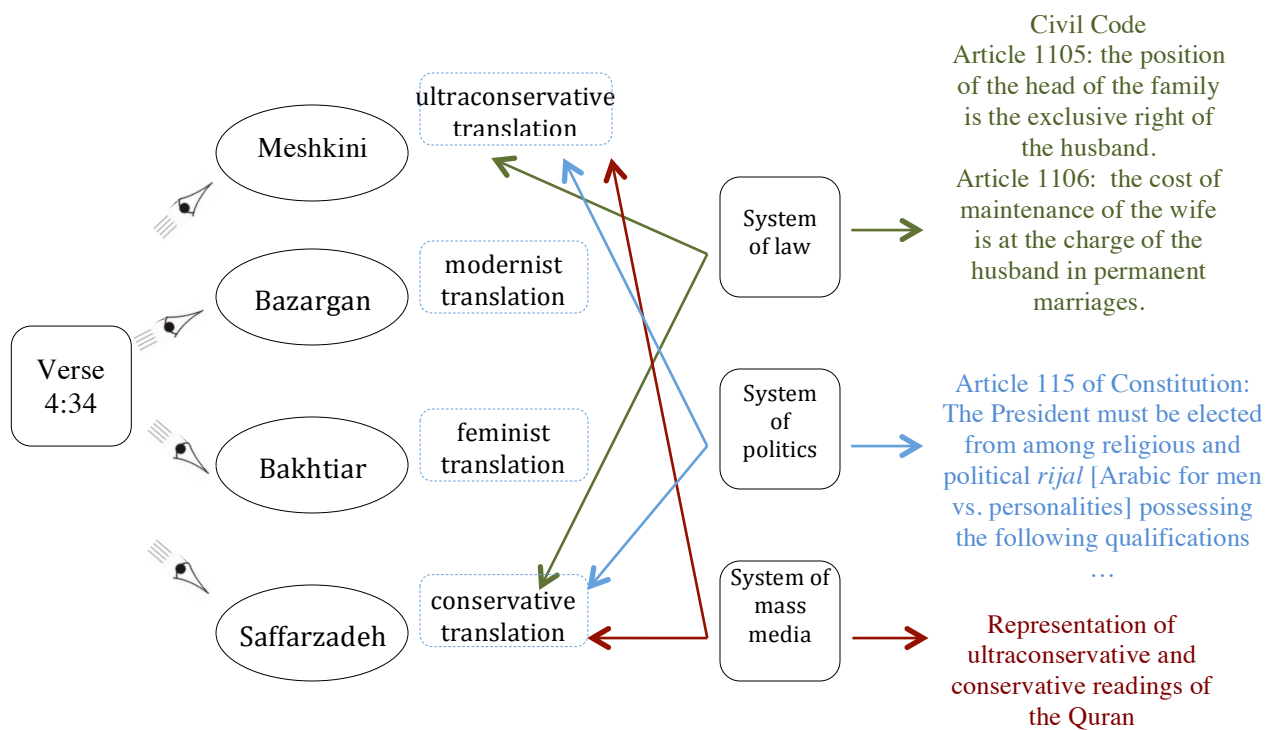 Verse
4:34
Meshkini
Bazargan
Bakhtiar
Saffarzadeh
ultraconservative
translation
modernist
translation
feminist
translation
conservative
translation
System
of law
System
of
politics
System of
mass
media
Civil Code
Article 1105: the position
of the head of the family
is the exclusive right of
the husband.
Article 1106:  the cost of
maintenance of the wife
is at the charge of the
husband in permanent
marriages.
Article 115 of Constitution:
The President must be elected
from among religious and
political rijal [Arabic for men
vs. personalities] possessing
the following qualifications
…
Representation of
ultraconservative and
conservative readings of
the Quran